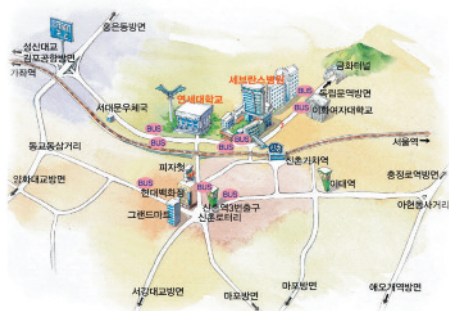 홍은동방면
성산대교
김포공항방면
가좌역
금화터널
세브란스병원
연세대학교
독립문역방면
이화여자대학교
서대문우체국
BUS
BUS
BUS
BUS
BUS
동교동삼거리
서울역
신촌기차역
피자헛
양화대교방면
BUS
현대백화점
BUS
이대역
충정로역방면
그랜드마트
신촌역3번출구
신촌로터리
아현동사거리
서강대교방면
마포방면
마포방면
애오개역방면